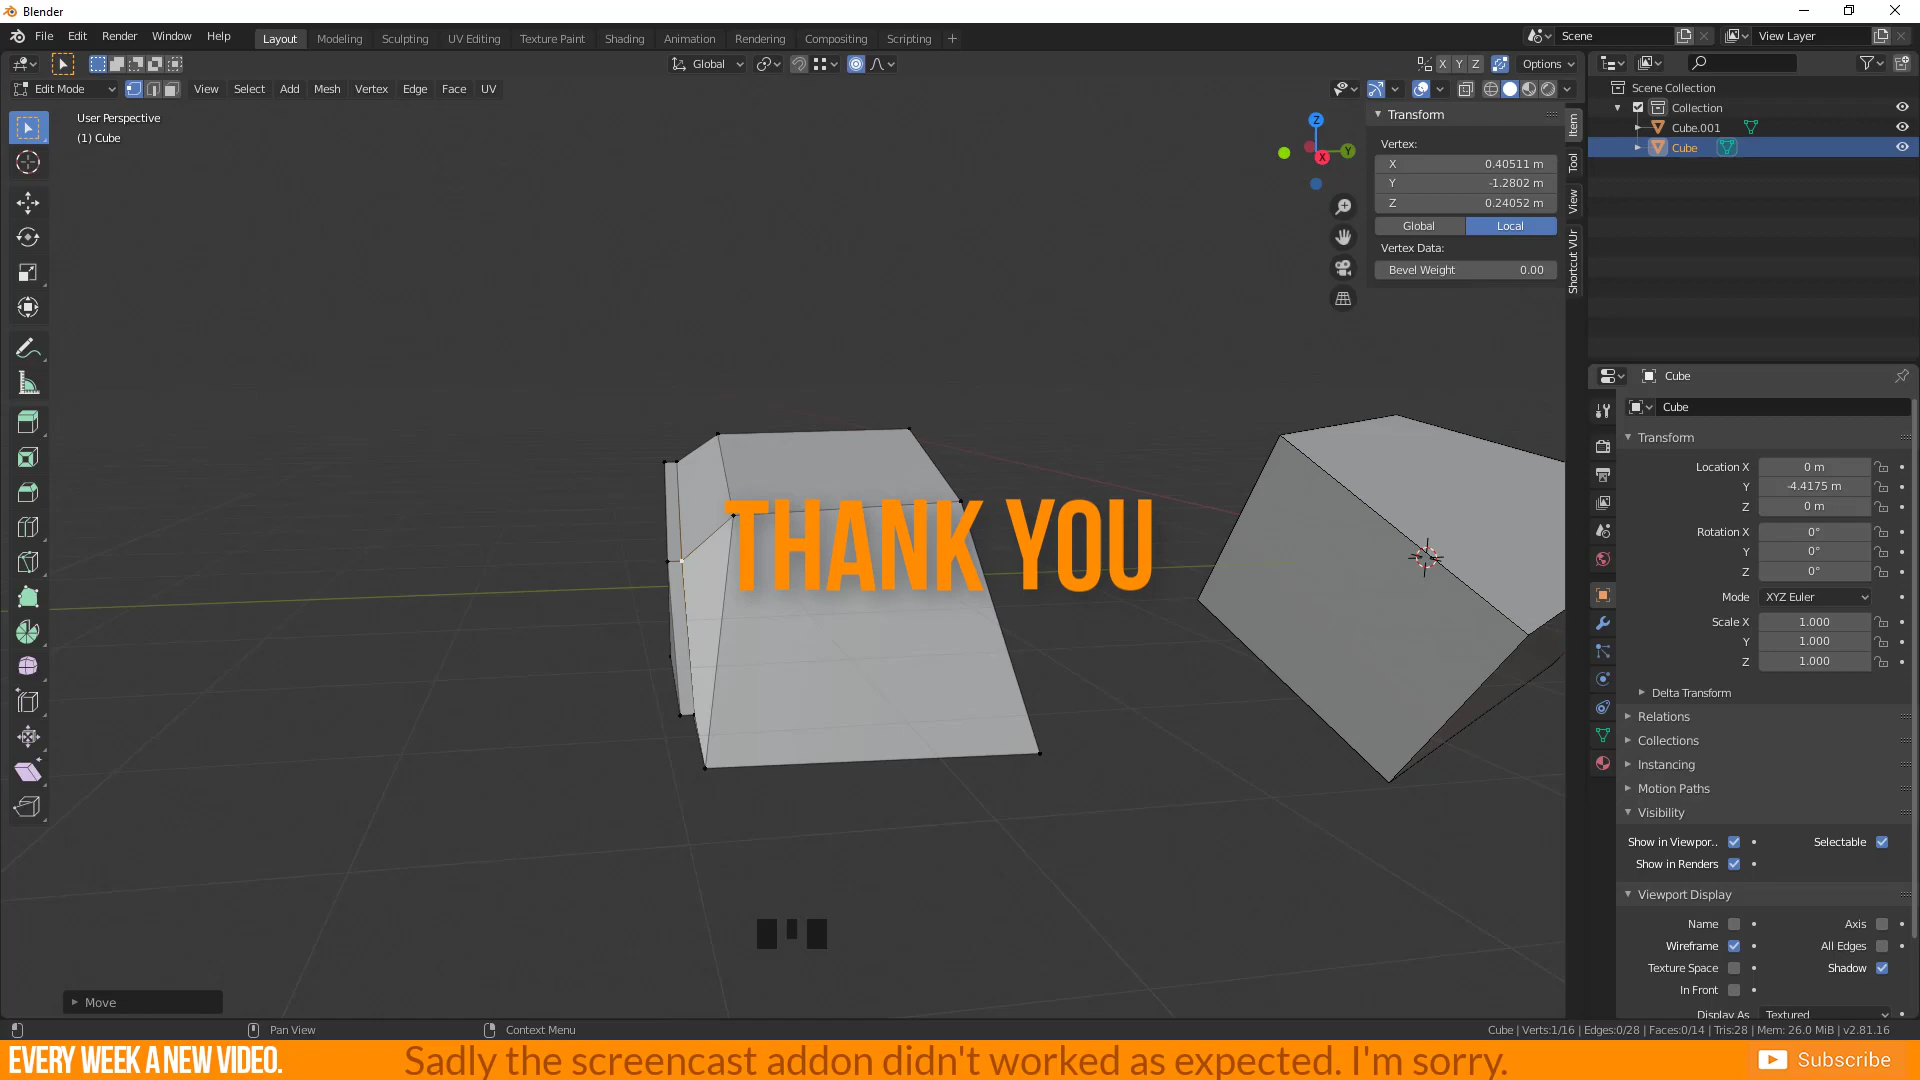 Blender
File Edit Render Window Help
Layout Modeling Sculpting UV Editing Texture Paint Shading Animation Rendering Compositing Scripting
Scene
View Layer
Global
X Y Z
Options
Edit Mode
View Select Add Mesh Vertex Edge Face UV
User Perspective
(1) Cube
Z
Y
X
Transform
Vertex:
X 0.40511 m
Y -1.2802 m
Z 0.24052 m
Global Local
Vertex Data:
Bevel Weight 0.00
Item
Tool
View
Shortcut VUr
Scene Collection
Collection
Cube.001
Cube
Cube
Cube
Transform
Location X 0 m
Y -4.4175 m
Z 0 m
Rotation X 0°
Y 0°
Z 0°
Mode XYZ Euler
Scale X 1.000
Y 1.000
Z 1.000
Delta Transform
Relations
Collections
Instancing
Motion Paths
Visibility
Show in Viewpor..
Selectable
Show in Renders
Viewport Display
Name
Axis
Wireframe
All Edges
Texture Space
Shadow
In Front
Display As Textured
THANK YOU
Move
Pan View
Context Menu
Cube | Verts:1/16 | Edges:0/28 | Faces:0/14 | Tris:28 | Mem: 26.0 MiB | v2.81.16
EVERY WEEK A NEW VIDEO.
Sadly the screencast addon didn't worked as expected. I'm sorry.
Subscribe